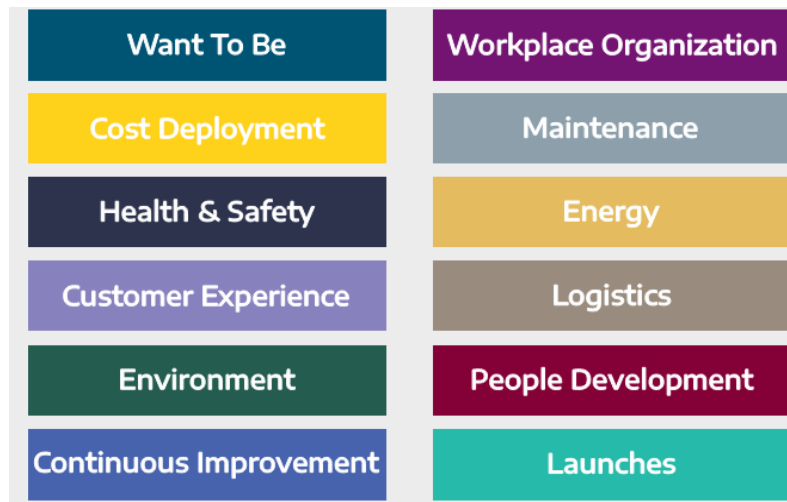 Want To Be
Workplace Organization
Cost Deployment
Maintenance
Health & Safety
Energy
Customer Experience
Logistics
Environment
People Development
Continuous Improvement
Launches